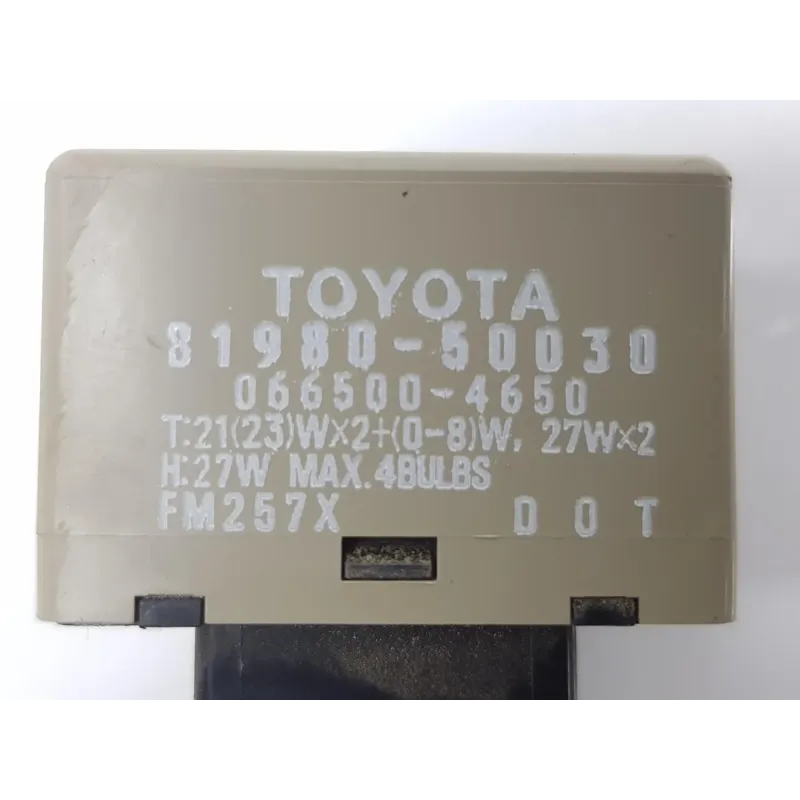 TOYOTA
81980-50030
066500-4650
T:21(23)W×2+(0-8)W, 27W×2
H:27W MAX.4BULBS
FM257X DOT